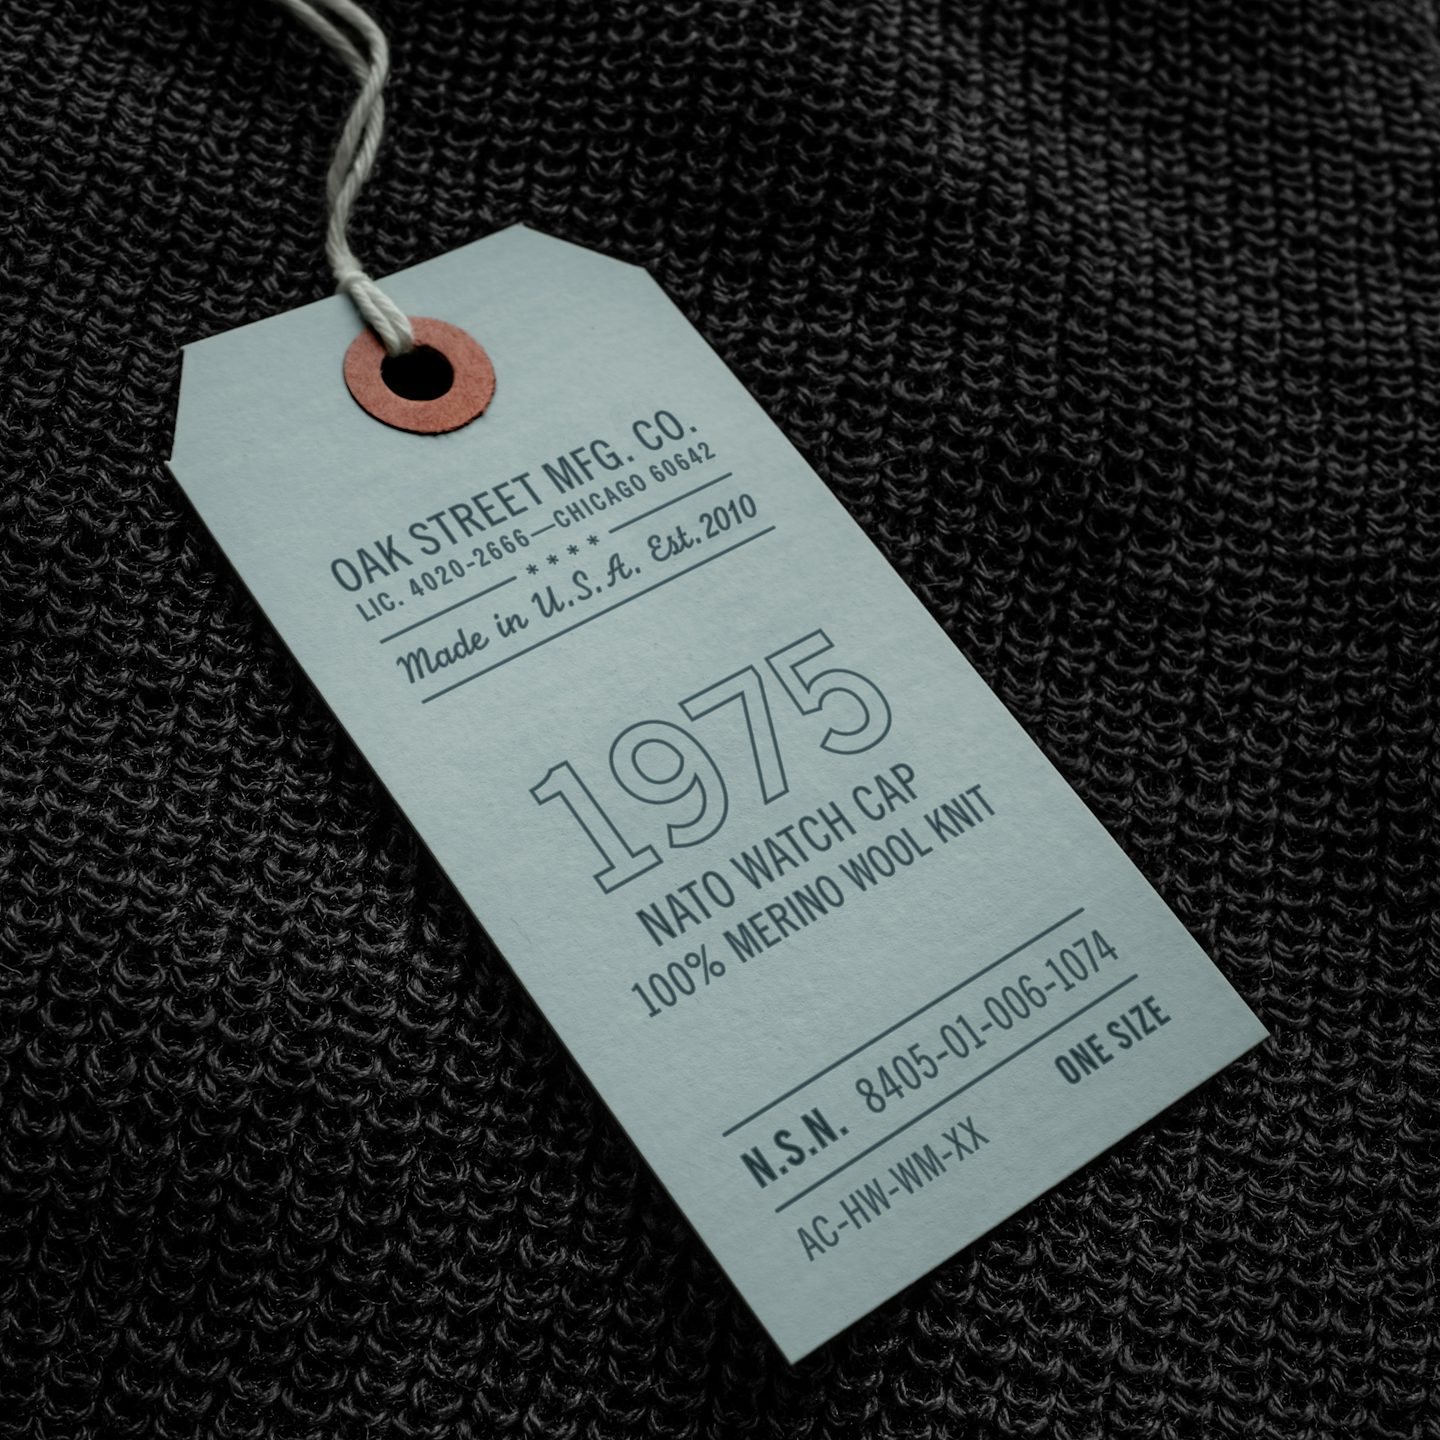 OAK STREET MFG. CO.
LIC. 4020-2666—CHICAGO 60642
****
Made in U.S.A. Est. 2010
1975
NATO WATCH CAP
100% MERINO WOOL KNIT
N.S.N. 8405-01-006-1074
AC-HW-WM-XX ONE SIZE